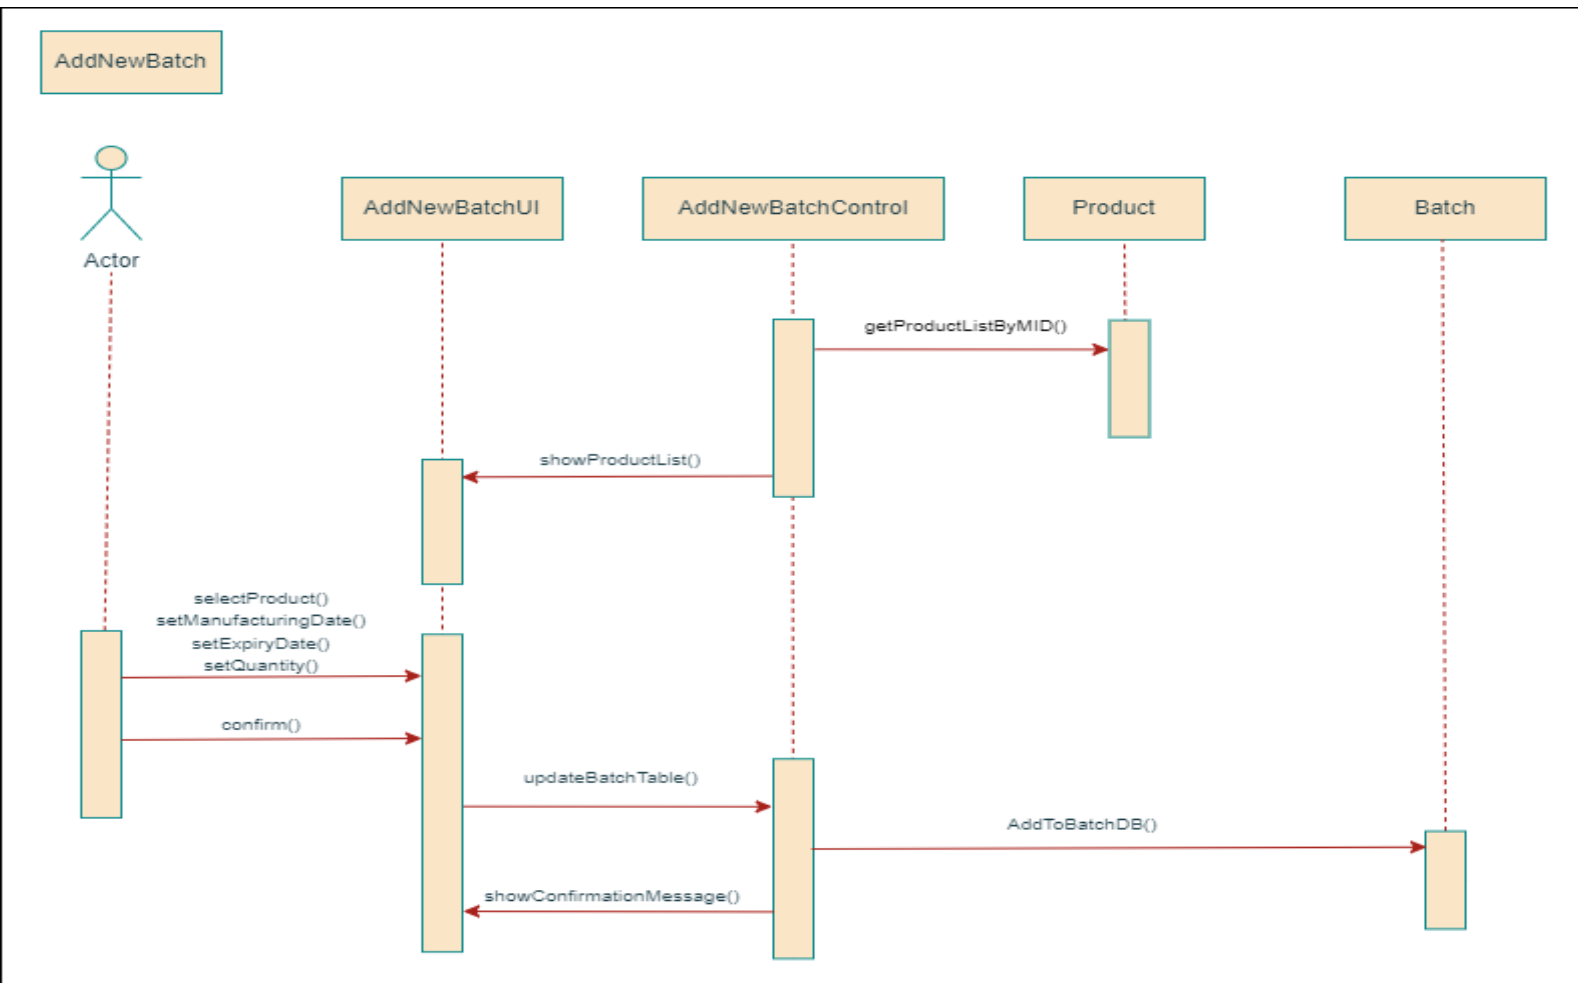 AddNewBatch
Actor
AddNewBatchUI
AddNewBatchControl
Product
Batch
getProductListByMID()
showProductList()
selectProduct()
setManufacturingDate()
setExpiryDate()
setQuantity()
confirm()
updateBatchTable()
AddToBatchDB()
showConfirmationMessage()